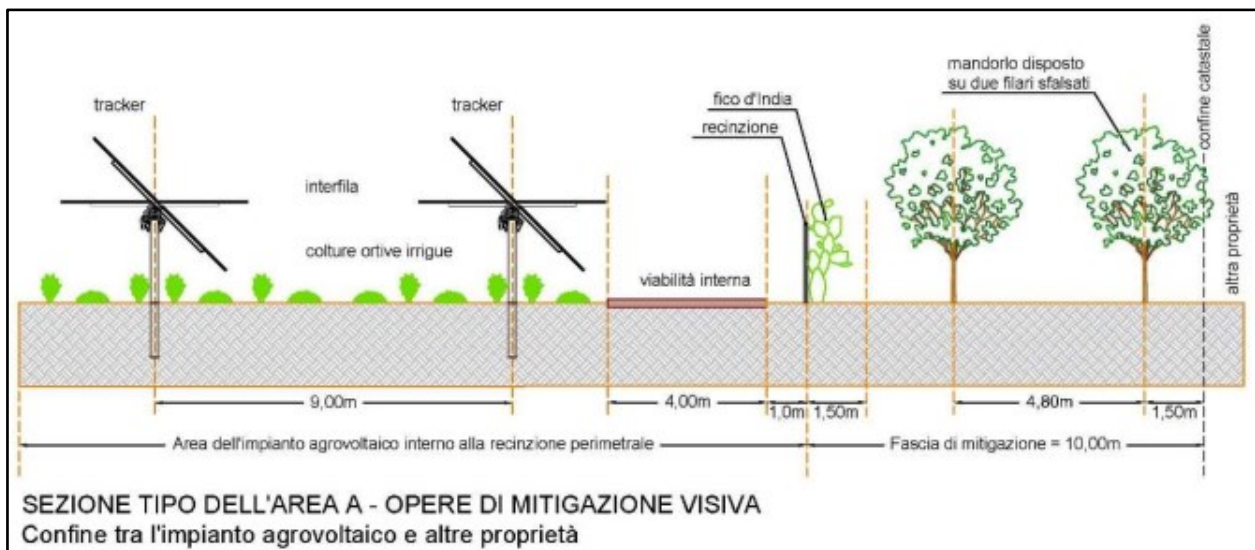 mandorlo disposto
su due filari sfalsati
tracker
tracker
fico d'India
recinzione
confine catastale
interfila
altra proprietà
colture ortive irrigue
viabilità interna
9,00m
4,00m
1,0m
1,50m
4,80m
1,50m
Area dell'impianto agrovoltaico interno alla recinzione perimetrale
Fascia di mitigazione = 10,00m
SEZIONE TIPO DELL'AREA A - OPERE DI MITIGAZIONE VISIVA
Confine tra l'impianto agrovoltaico e altre proprietà